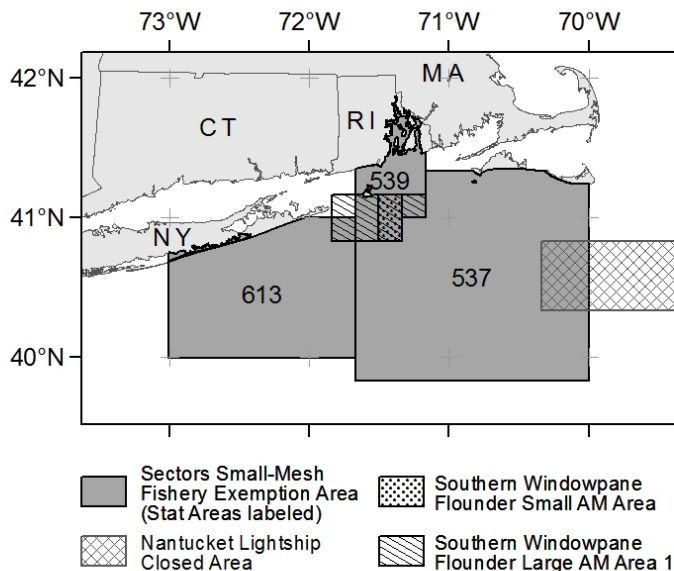 73°W 72°W 71°W 70°W
42°N
MA
RI
CT
539
41°N
NY
537
613
40°N
Sectors Small-Mesh
Fishery Exemption Area
(Stat Areas labeled)
Southern Windowpane
Flounder Small AM Area
Nantucket Lightship
Closed Area
Southern Windowpane
Flounder Large AM Area 1